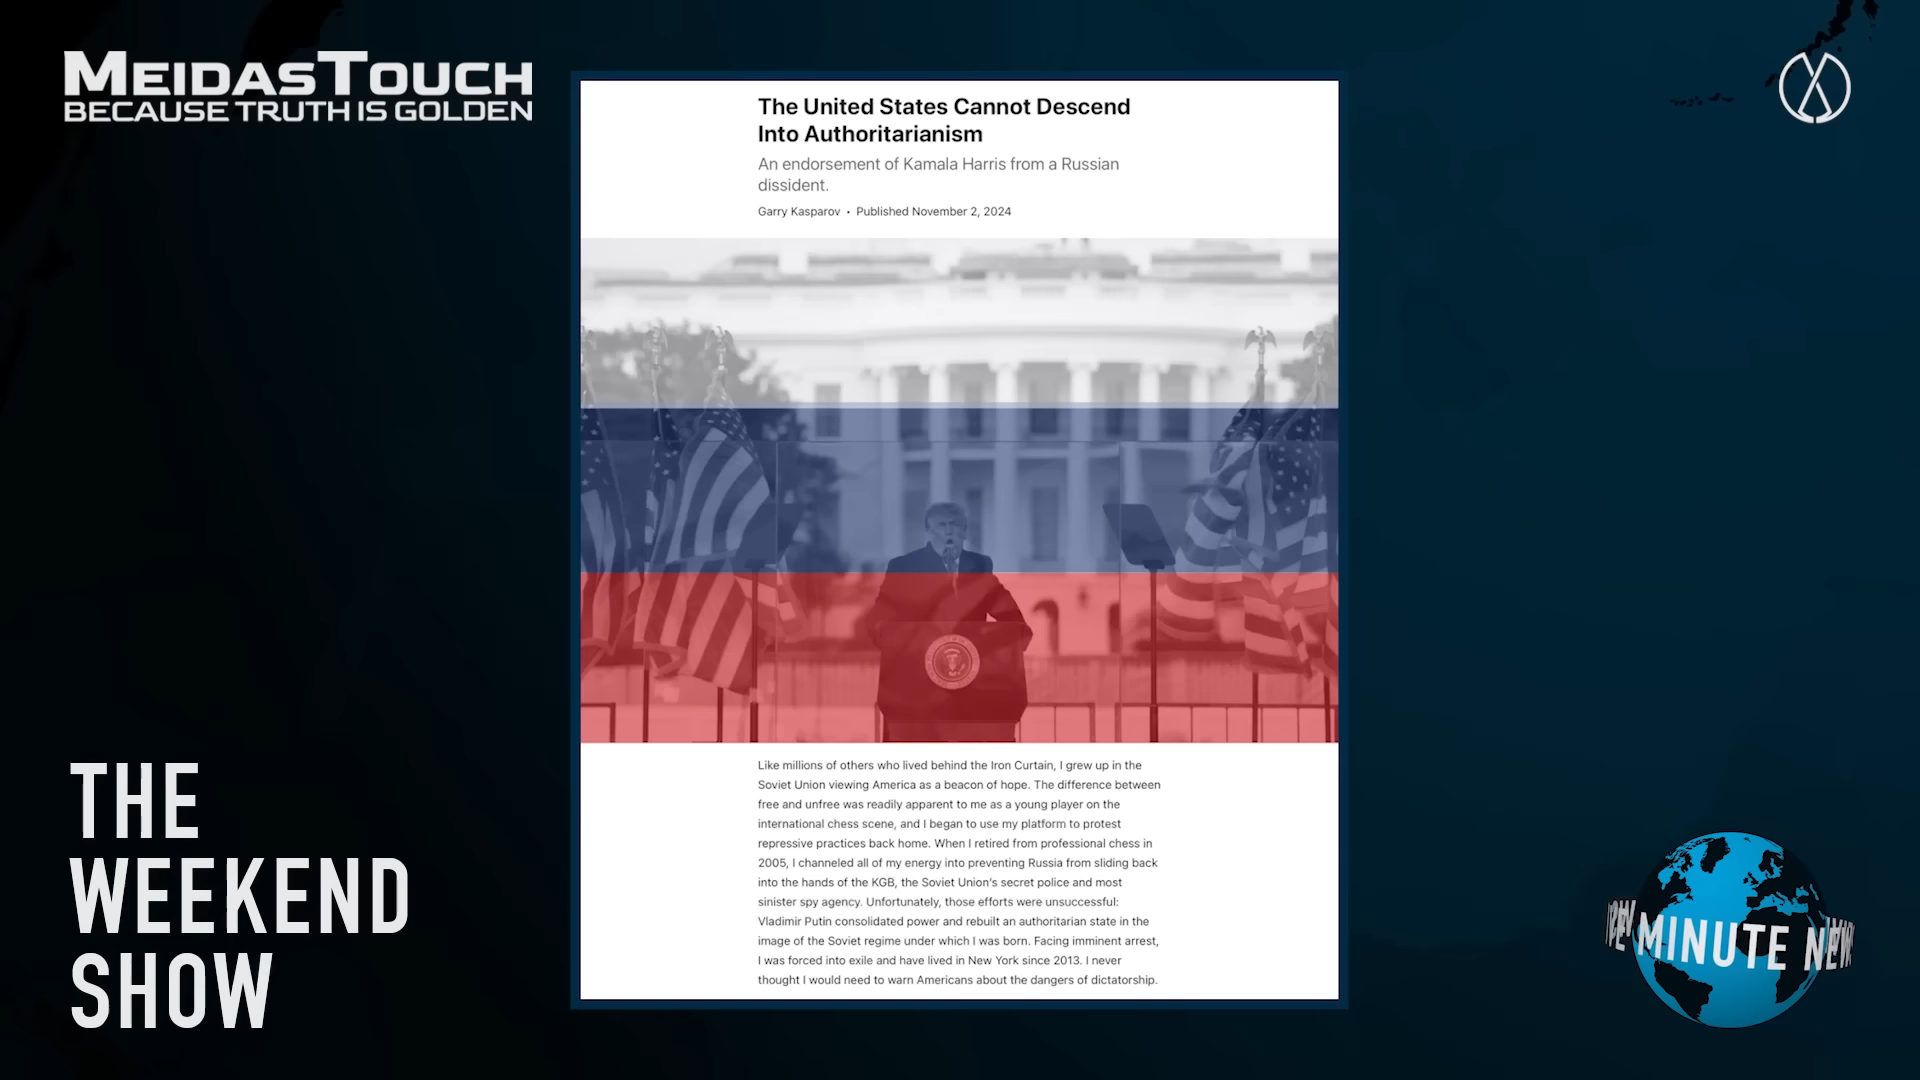 MEIDASTOUCH
BECAUSE TRUTH IS GOLDEN
The United States Cannot Descend
Into Authoritarianism
An endorsement of Kamala Harris from a Russian
dissident.
Garry Kasparov • Published November 2, 2024
Like millions of others who lived behind the Iron Curtain, I grew up in the
Soviet Union viewing America as a beacon of hope. The difference between
free and unfree was readily apparent to me as a young player on the
international chess scene, and I began to use my platform to protest
repressive practices back home. When I retired from professional chess in
2005, I channeled all of my energy into preventing Russia from sliding back
into the hands of the KGB, the Soviet Union's secret police and most
sinister spy agency. Unfortunately, those efforts were unsuccessful:
Vladimir Putin consolidated power and rebuilt an authoritarian state in the
image of the Soviet regime under which I was born. Facing imminent arrest,
I was forced into exile and have lived in New York since 2013. I never
thought I would need to warn Americans about the dangers of dictatorship.
THE
WEEKEND
SHOW
MINUTE NEW